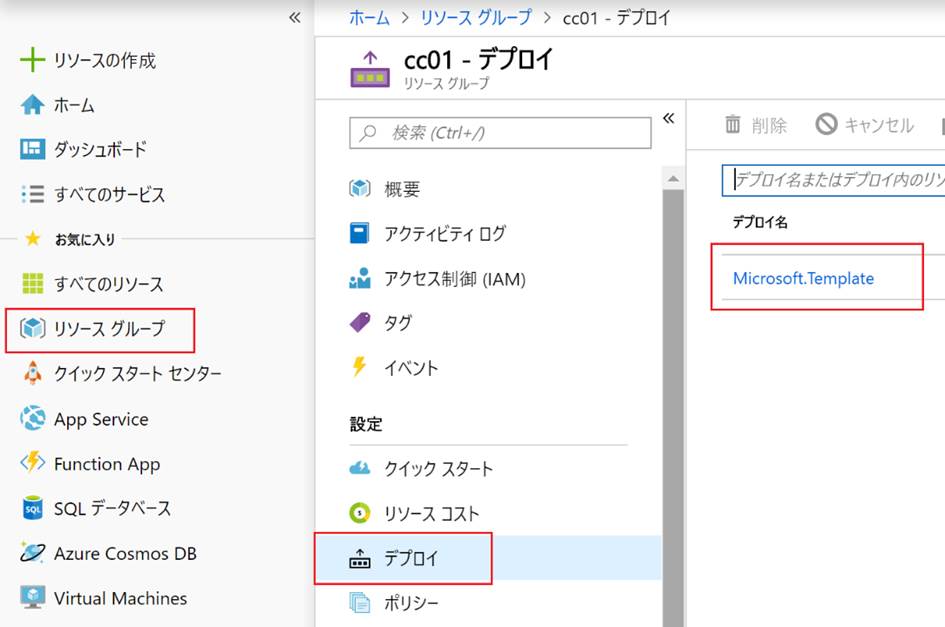 «
リソースの作成
ホーム
ダッシュボード
すべてのサービス
お気に入り
すべてのリソース
リソース グループ
クイック スタート センター
App Service
Function App
SQL データベース
Azure Cosmos DB
Virtual Machines
ホーム > リソース グループ > cc01 - デプロイ
cc01 - デプロイ
リソース グループ
検索 (Ctrl+/)
«
概要
アクティビティ ログ
アクセス制御 (IAM)
タグ
イベント
設定
クイック スタート
リソース コスト
デプロイ
ポリシー
削除 キャンセル
デプロイ名またはデプロイ内のリソ
デプロイ名
Microsoft.Template